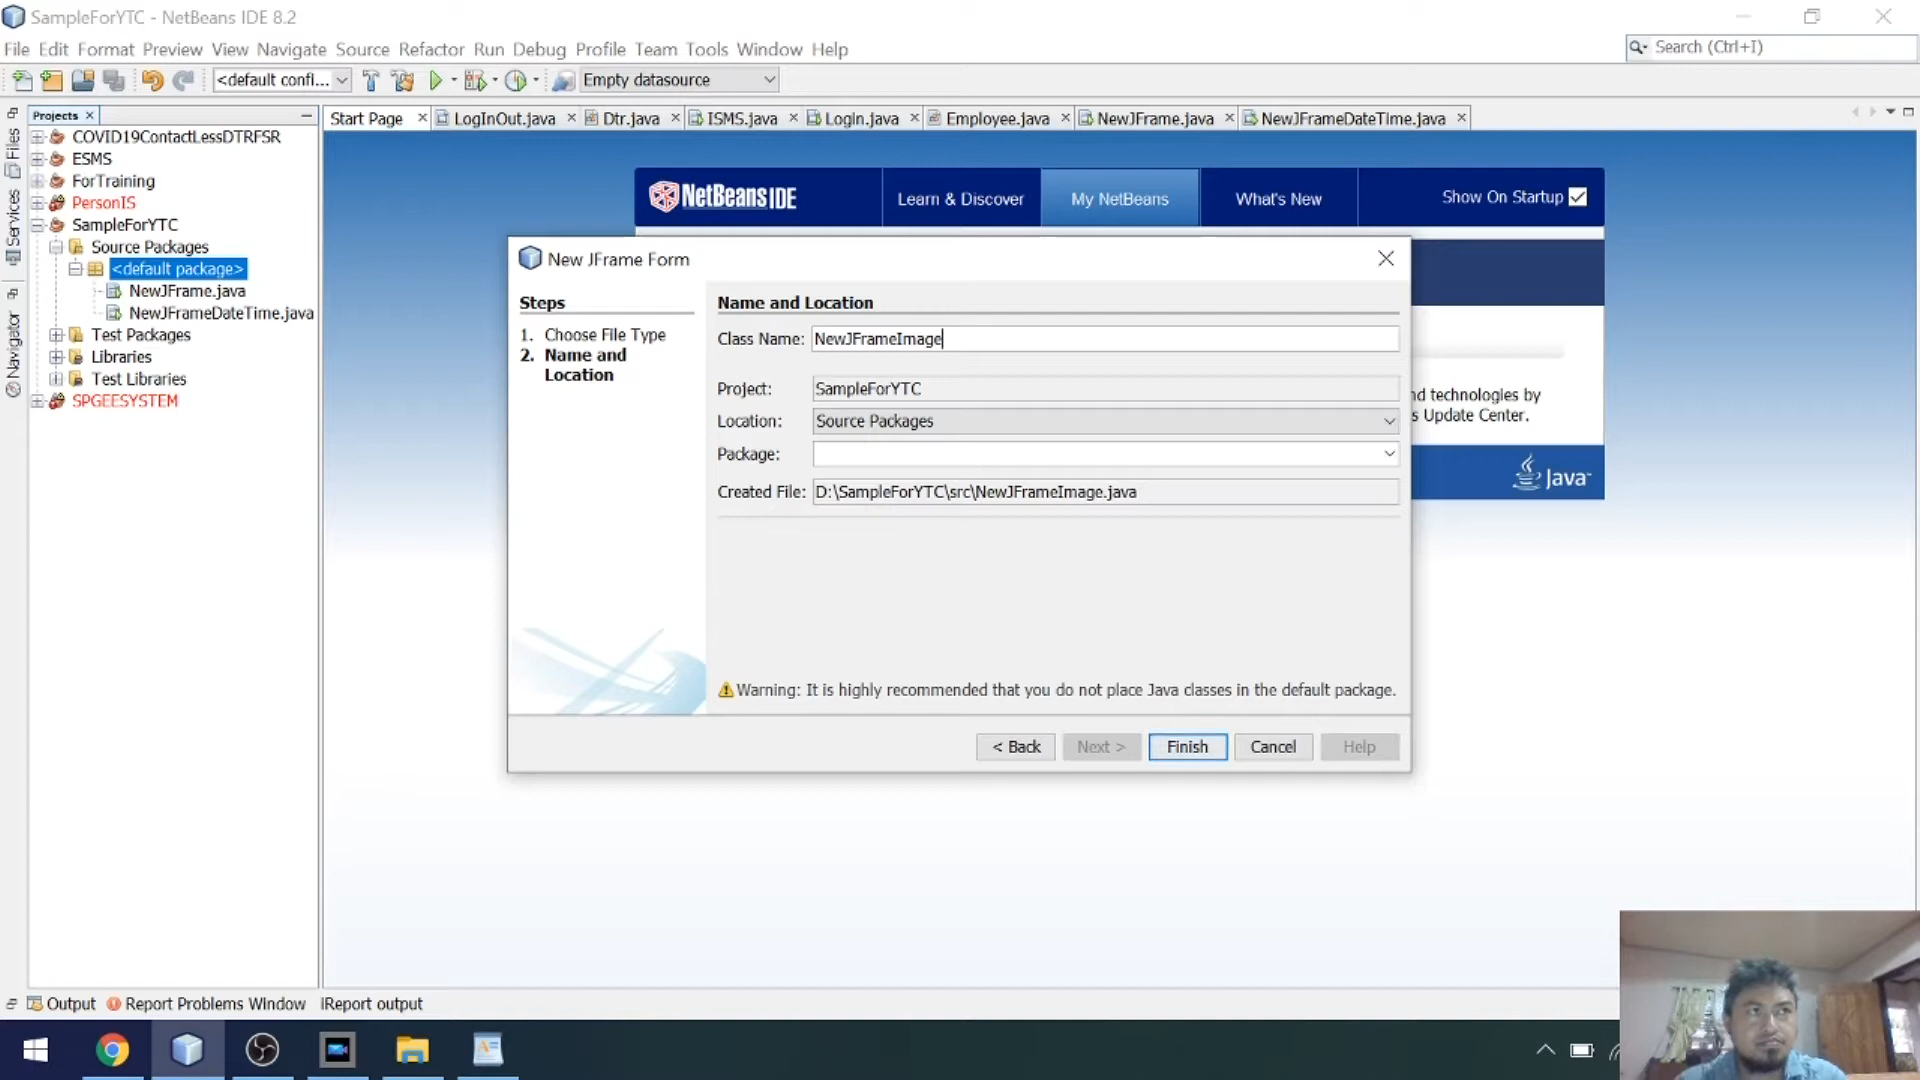 SampleForYTC - NetBeans IDE 8.2
File Edit Format Preview View Navigate Source Refactor Run Debug Profile Team Tools Window Help
Search (Ctrl+I)
<default confi...
Empty datasource
Projects
Start Page
LogInOut.java
Dtr.java
ISMS.java
Login.java
Employee.java
NewJFrame.java
NewJFrameDateTime.java
Files
Services
Navigator
COVID19ContactLessDTRFSR
ESMS
ForTraining
PersonIS
SampleForYTC
Source Packages
<default package>
NewJFrame.java
NewJFrameDateTime.java
Test Packages
Libraries
Test Libraries
SPGEESYSTEM
NetBeans IDE
Learn & Discover
My NetBeans
What's New
Show On Startup
New JFrame Form
Steps
1. Choose File Type
2. Name and
Location
Name and Location
Class Name: NewJFrameImage
Project: SampleForYTC
Location: Source Packages
Package:
Created File: D:\SampleForYTC\src\NewJFrameImage.java
Warning: It is highly recommended that you do not place Java classes in the default package.
< Back
Next >
Finish
Cancel
Help
nd technologies by
s Update Center.
Java
Output
Report Problems Window
IReport output